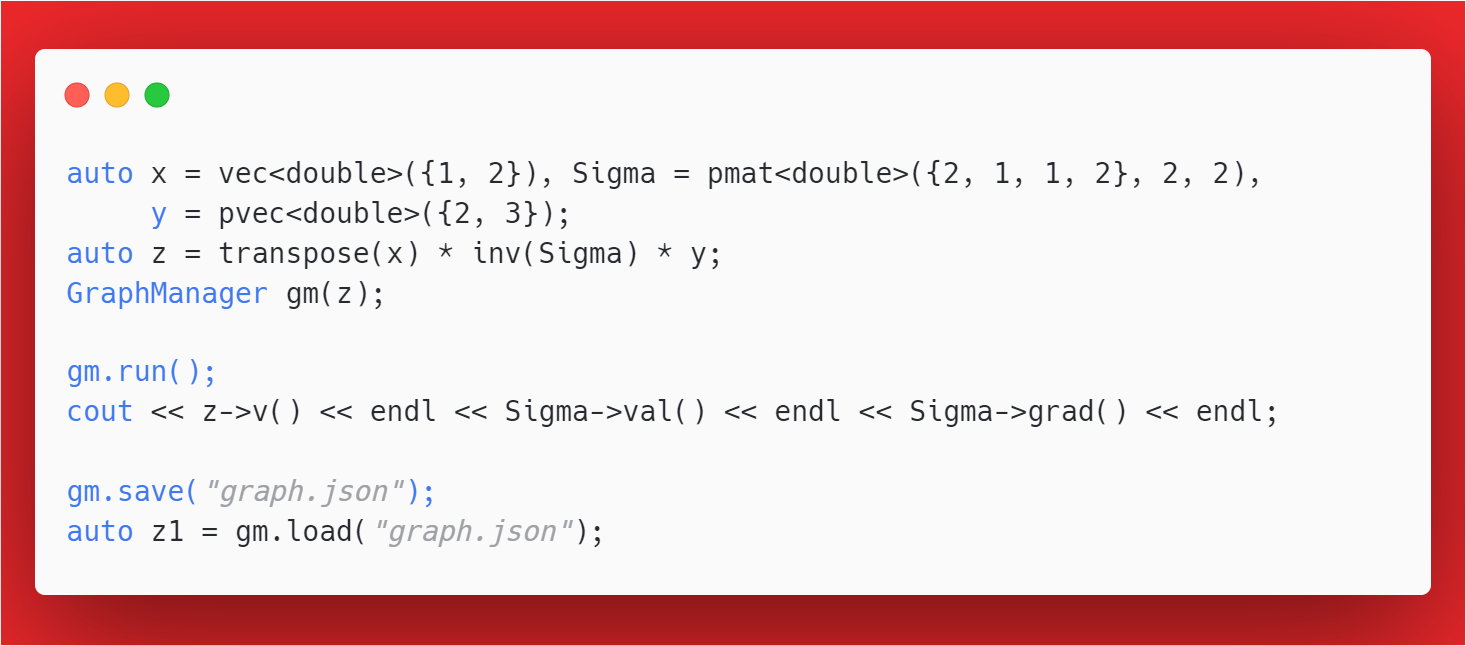 auto x = vec<double>({1, 2}), Sigma = pmat<double>({2, 1, 1, 2}, 2, 2),
     y = pvec<double>({2, 3});
auto z = transpose(x) * inv(Sigma) * y;
GraphManager gm(z);

gm.run();
cout << z->v() << endl << Sigma->val() << endl << Sigma->grad() << endl;

gm.save("graph.json");
auto z1 = gm.load("graph.json");